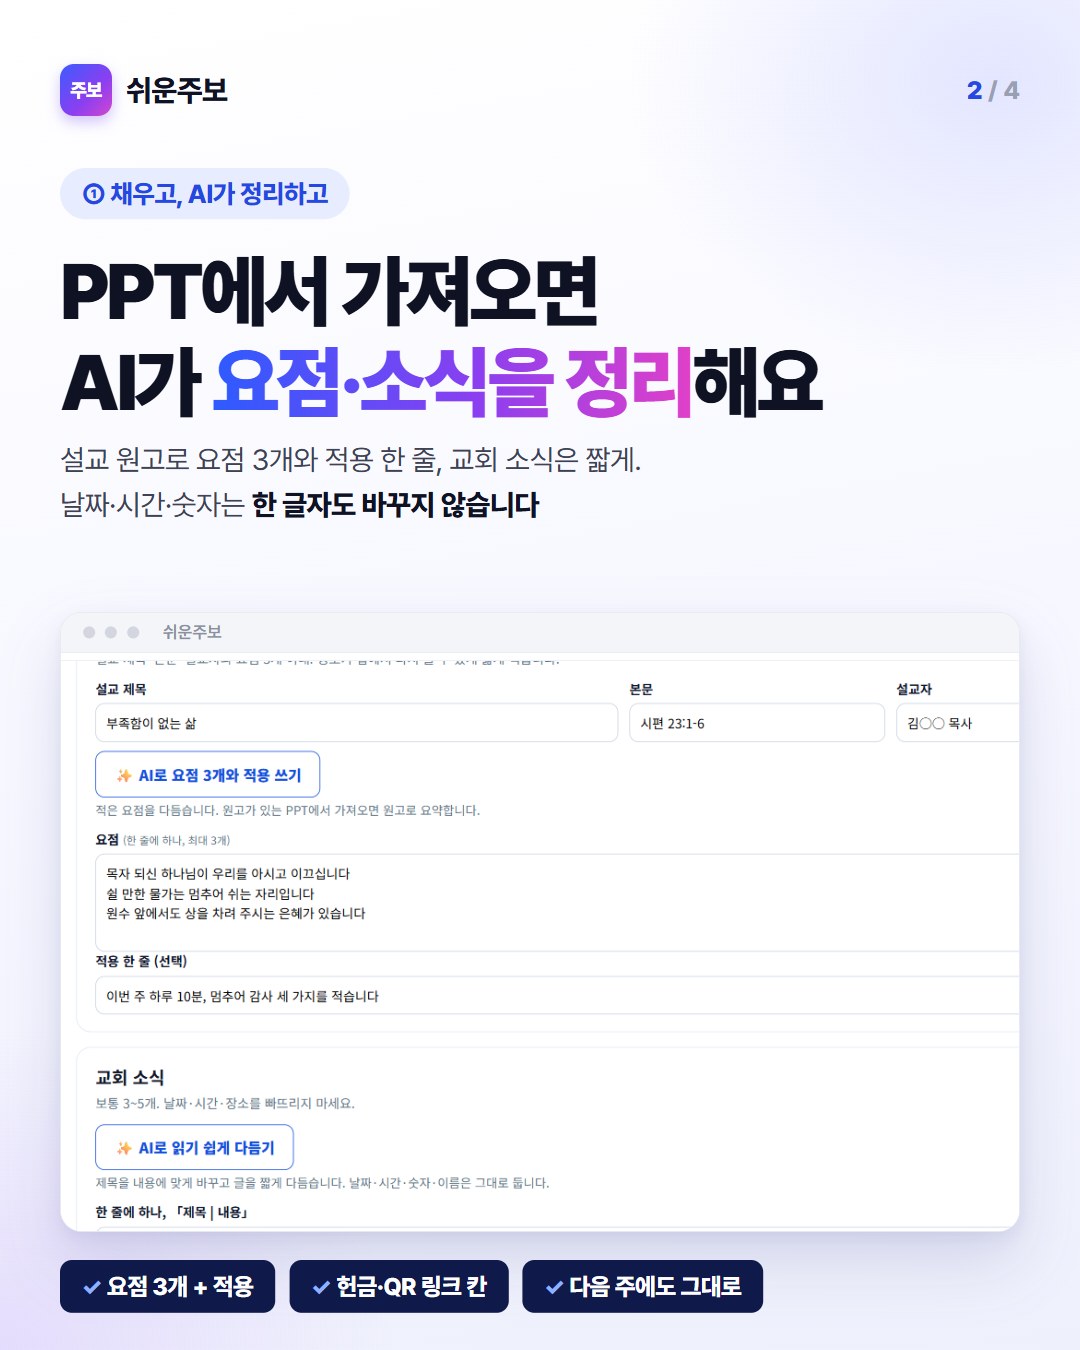 주보 쉬운주보
2 / 4
① 채우고, AI가 정리하고
PPT에서 가져오면
AI가 요점·소식을 정리해요
설교 원고로 요점 3개와 적용 한 줄, 교회 소식은 짧게.
날짜·시간·숫자는 한 글자도 바꾸지 않습니다
쉬운주보
설교 제목 본문 설교자
부족함이 없는 삶 시편 23:1-6 김○○ 목사
✨ AI로 요점 3개와 적용 쓰기
적은 요점을 다듬습니다. 원고가 있는 PPT에서 가져오면 원고로 요약합니다.
요점 (한 줄에 하나, 최대 3개)
목자 되신 하나님이 우리를 아시고 이끄십니다
쉴 만한 물가는 멈추어 쉬는 자리입니다
원수 앞에서도 상을 차려 주시는 은혜가 있습니다
적용 한 줄 (선택)
이번 주 하루 10분, 멈추어 감사 세 가지를 적습니다
교회 소식
보통 3~5개. 날짜·시간·장소를 빠뜨리지 마세요.
✨ AI로 읽기 쉽게 다듬기
제목을 내용에 맞게 바꾸고 글을 짧게 다듬습니다. 날짜·시간·숫자·이름은 그대로 둡니다.
한 줄에 하나, 「제목 | 내용」
✓ 요점 3개 + 적용 ✓ 헌금·QR 링크 칸 ✓ 다음 주에도 그대로